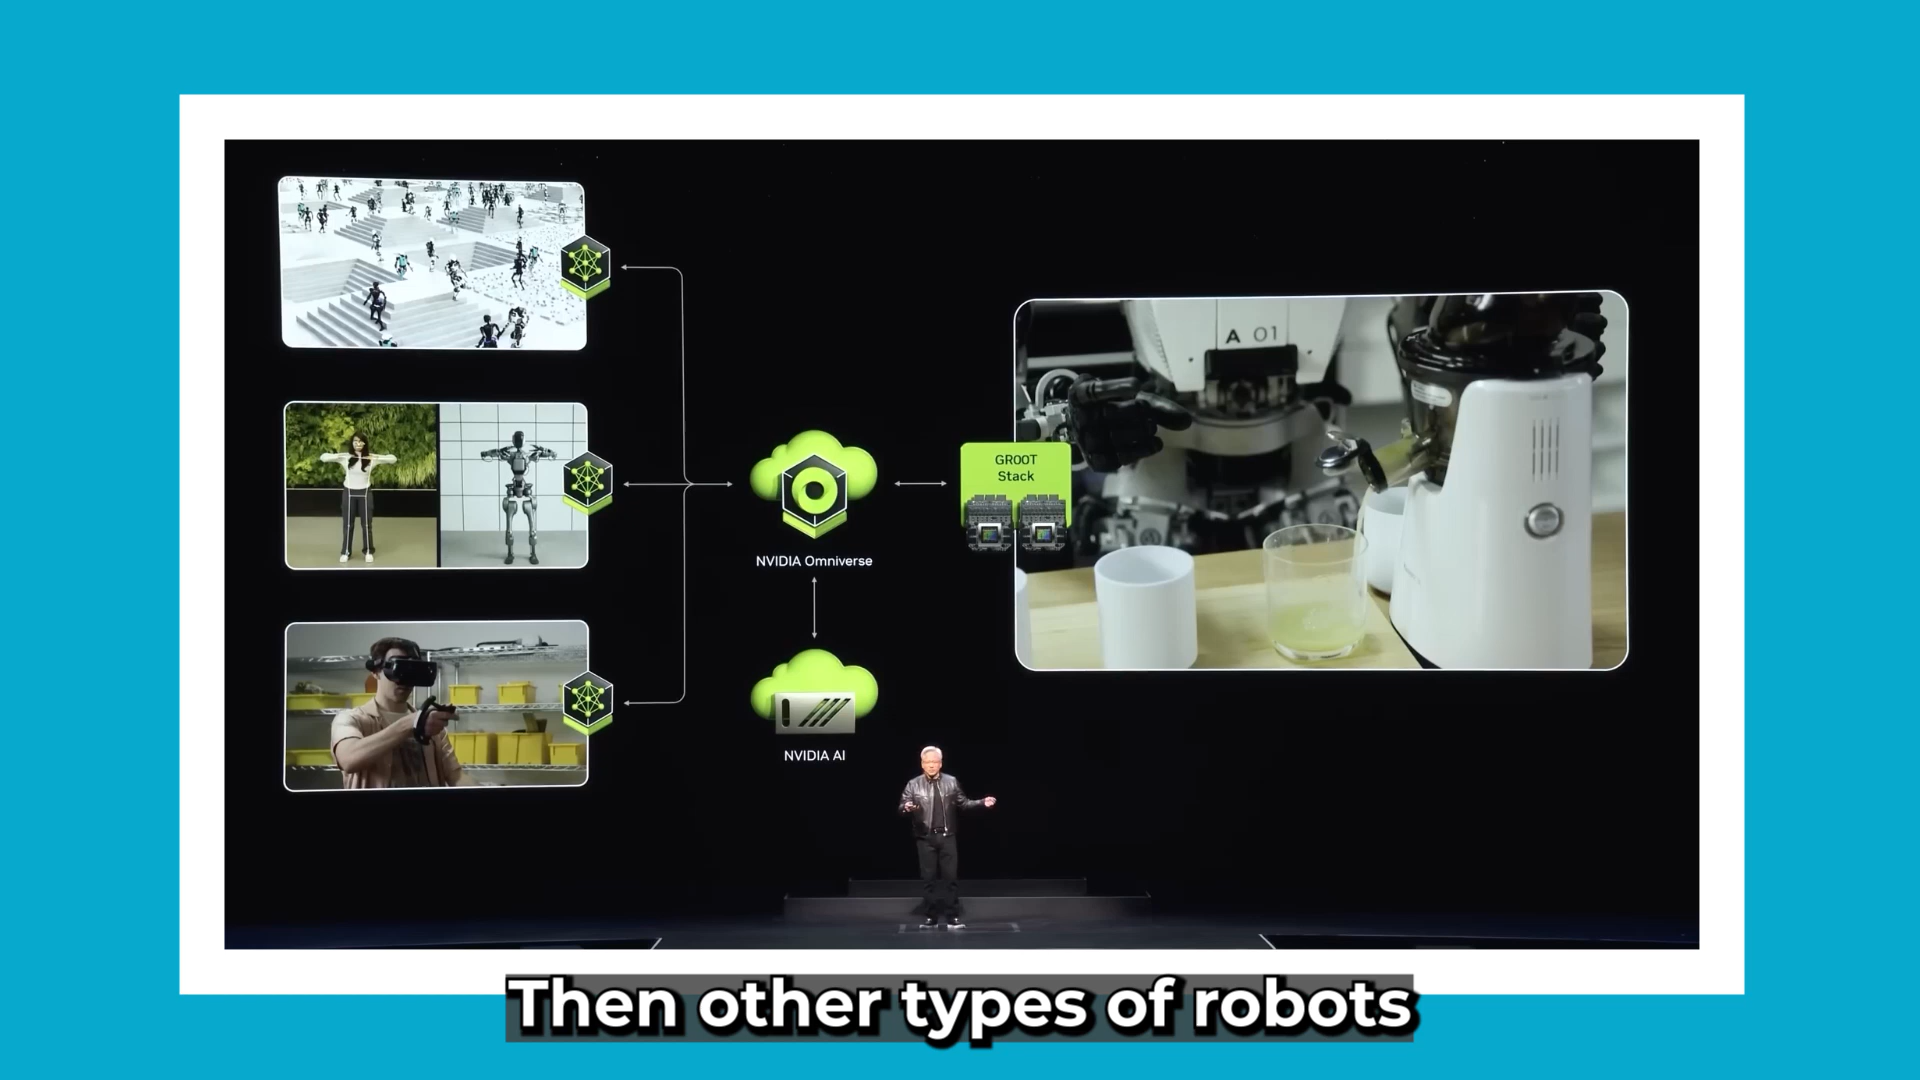 A 01
GROOT
Stack
NVIDIA Omniverse
NVIDIA AI
Then other types of robots